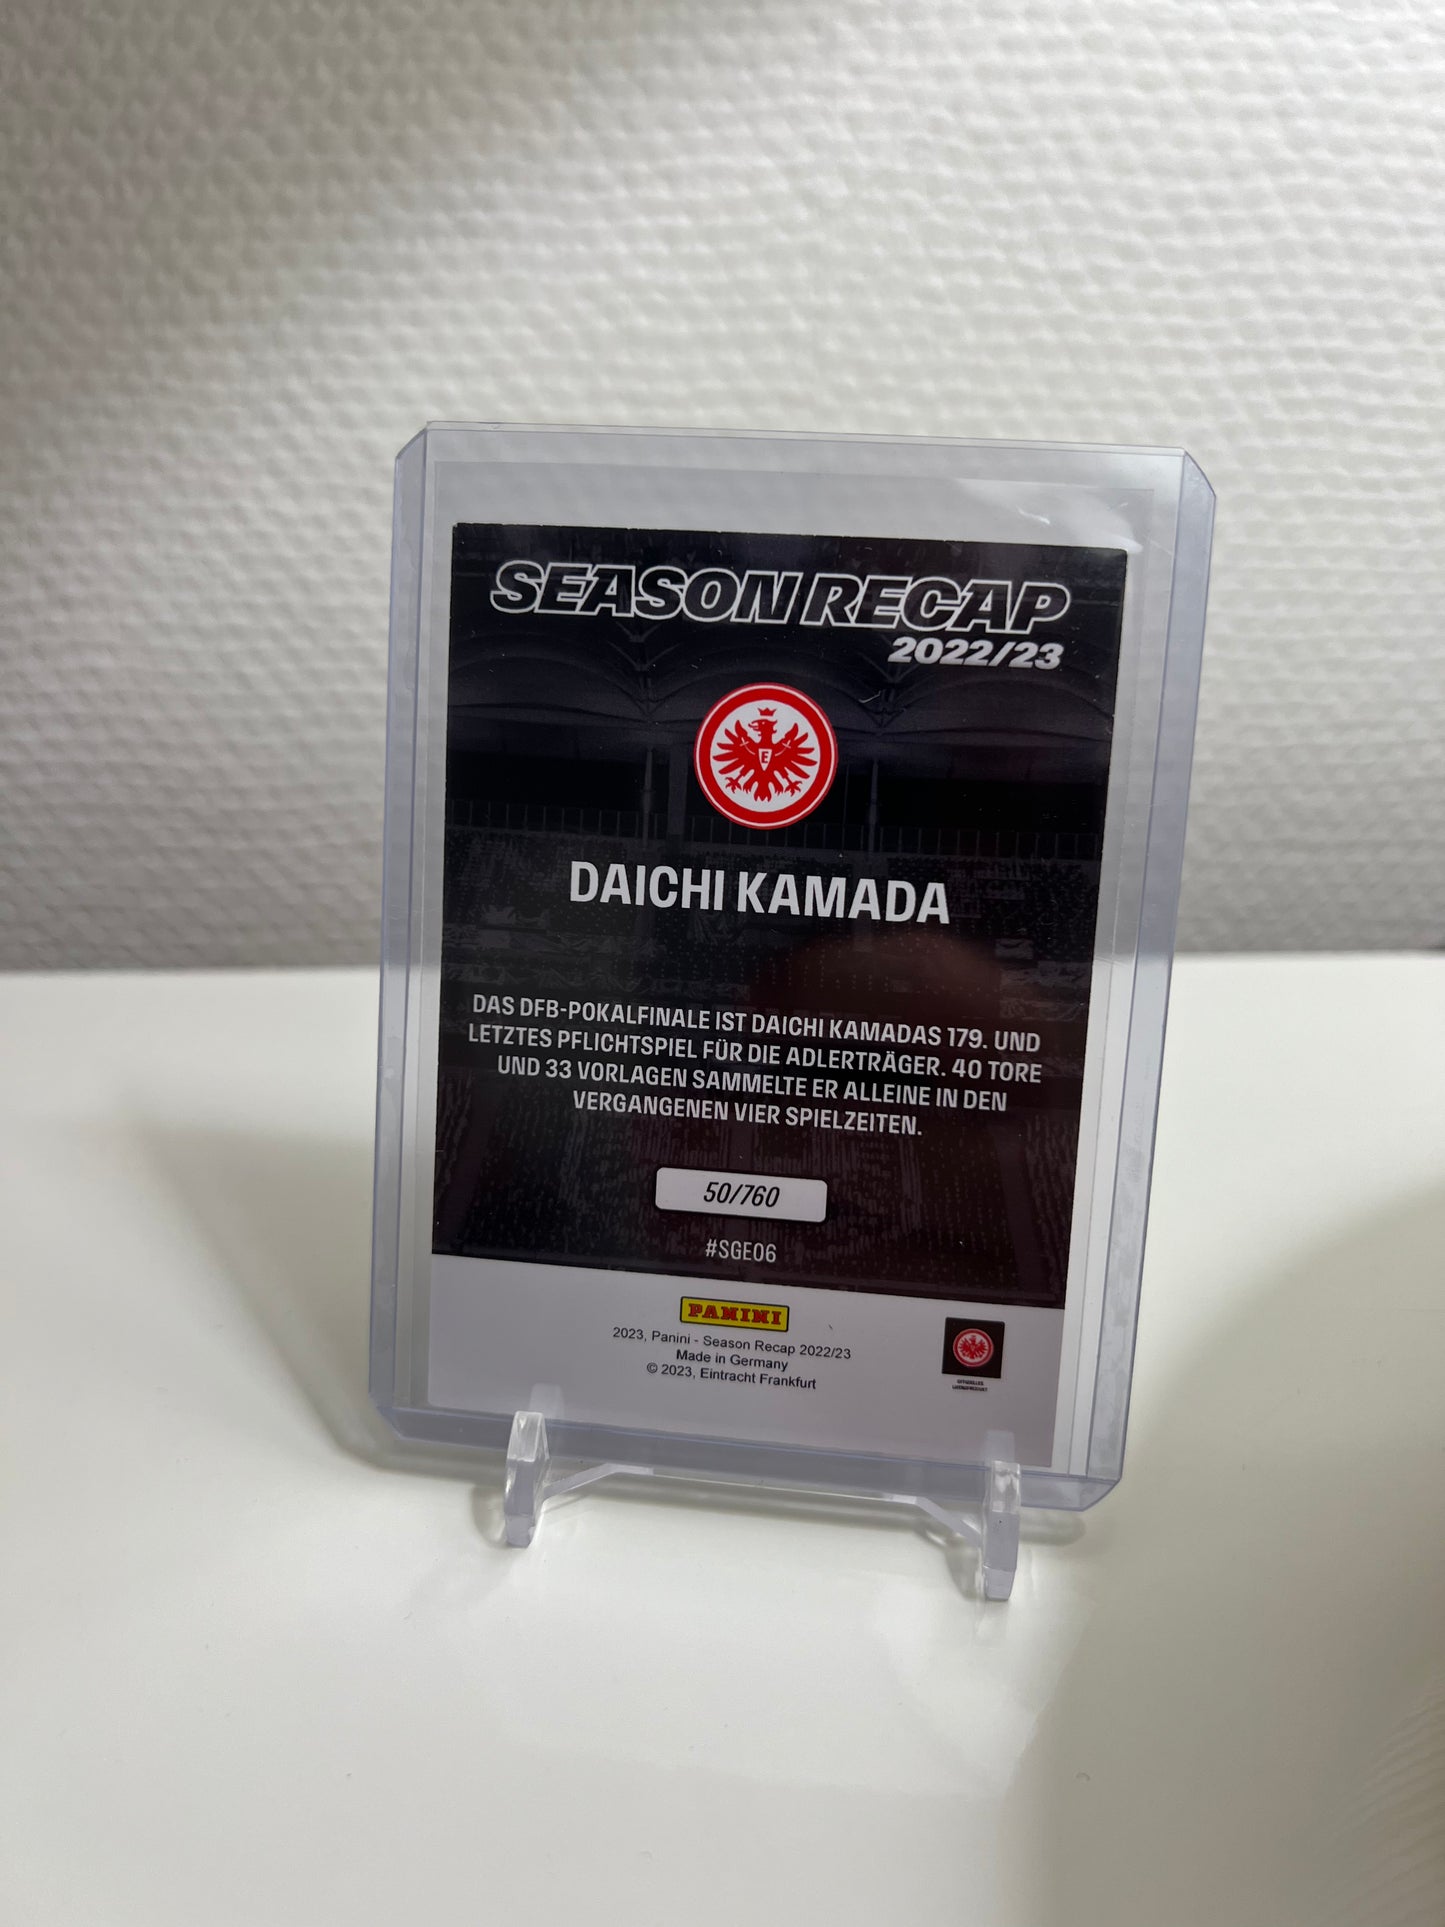 SEASON RECAP
2022/23
E
DAICHI KAMADA
DAS DFB-POKALFINALE IST DAICHI KAMADAS 179. UND
LETZTES PFLICHTSPIEL FÜR DIE ADLERTRÄGER. 40 TORE
UND 33 VORLAGEN SAMMELTE ER ALLEINE IN DEN
VERGANGENEN VIER SPIELZEITEN.
50/760
#SGE06
PANINI
2023, Panini - Season Recap 2022/23
Made in Germany
© 2023, Eintracht Frankfurt
OFFIZIELLES
LIZENZPRODUKT